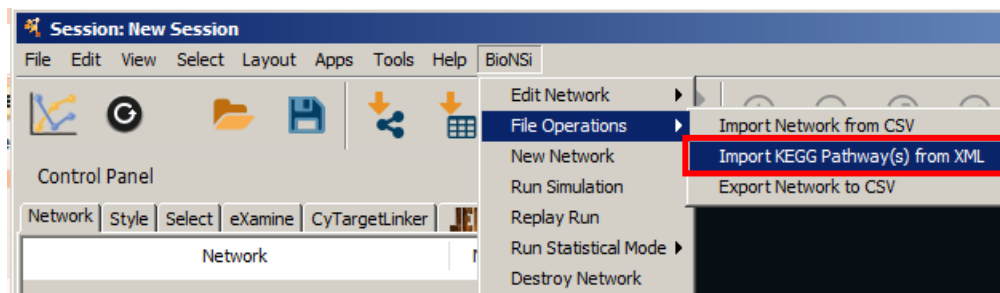 Session: New Session
File Edit View Select Layout Apps Tools Help BioNSi
Edit Network
File Operations
Import Network from CSV
New Network
Import KEGG Pathway(s) from XML
Run Simulation
Export Network to CSV
Control Panel
Replay Run
Network Style Select eXamine CyTargetLinker
Run Statistical Mode
Network
Destroy Network